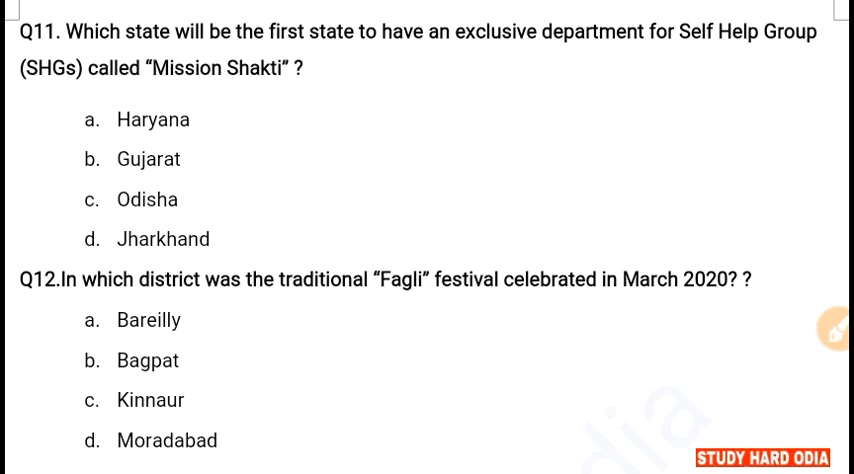 Q11. Which state will be the first state to have an exclusive department for Self Help Group
(SHGs) called “Mission Shakti” ?
a. Haryana
b. Gujarat
c. Odisha
d. Jharkhand
Q12.In which district was the traditional “Fagli” festival celebrated in March 2020? ?
a. Bareilly
b. Bagpat
c. Kinnaur
d. Moradabad
dia
STUDY HARD ODIA